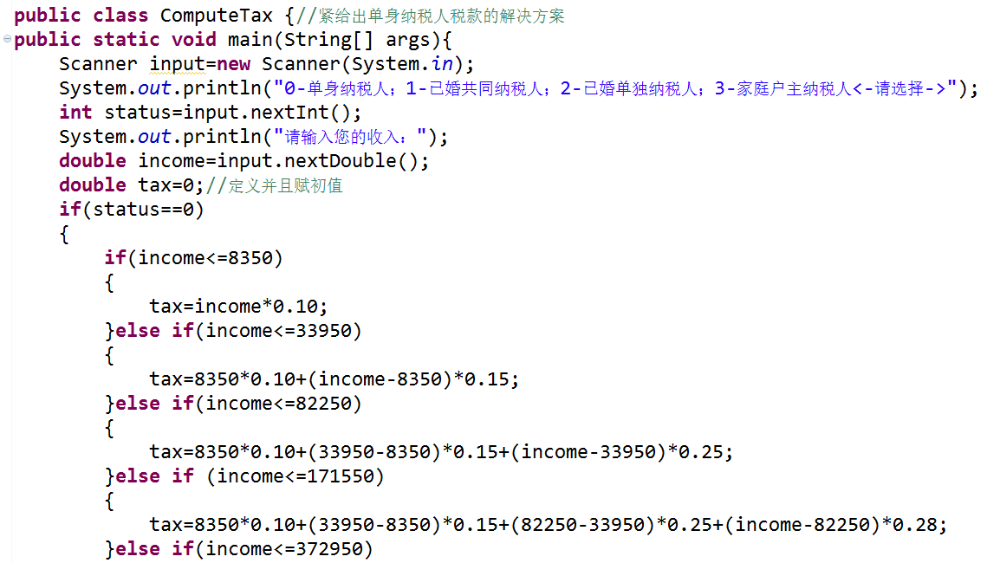 public class ComputeTax {//紧给出单身纳税人税款的解决方案
public static void main(String[] args){
Scanner input=new Scanner(System.in);
System.out.println("0-单身纳税人；1-已婚共同纳税人；2-已婚单独纳税人；3-家庭户主纳税人<-请选择->");
int status=input.nextInt();
System.out.println("请输入您的收入：");
double income=input.nextDouble();
double tax=0;//定义并且赋初值
if(status==0)
{
if(income<=8350)
{
tax=income*0.10;
}else if(income<=33950)
{
tax=8350*0.10+(income-8350)*0.15;
}else if(income<=82250)
{
tax=8350*0.10+(33950-8350)*0.15+(income-33950)*0.25;
}else if (income<=171550)
{
tax=8350*0.10+(33950-8350)*0.15+(82250-33950)*0.25+(income-82250)*0.28;
}else if(income<=372950)